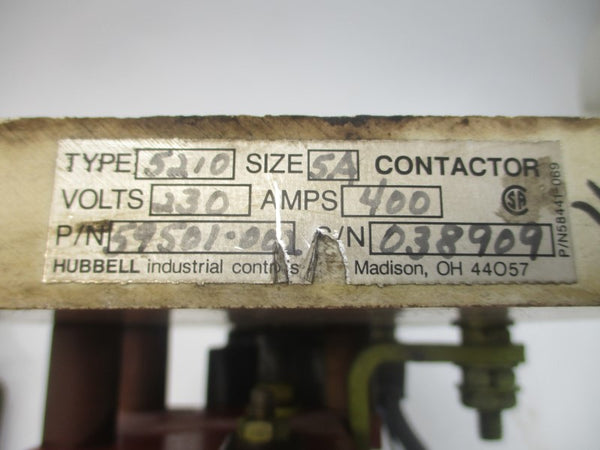 TYPE 5210 SIZE 5A CONTACTOR
VOLTS 230 AMPS 400
P/N 59501-001 S/N 038909
HUBBELL industrial controls Madison, OH 44057
P/N58441-069